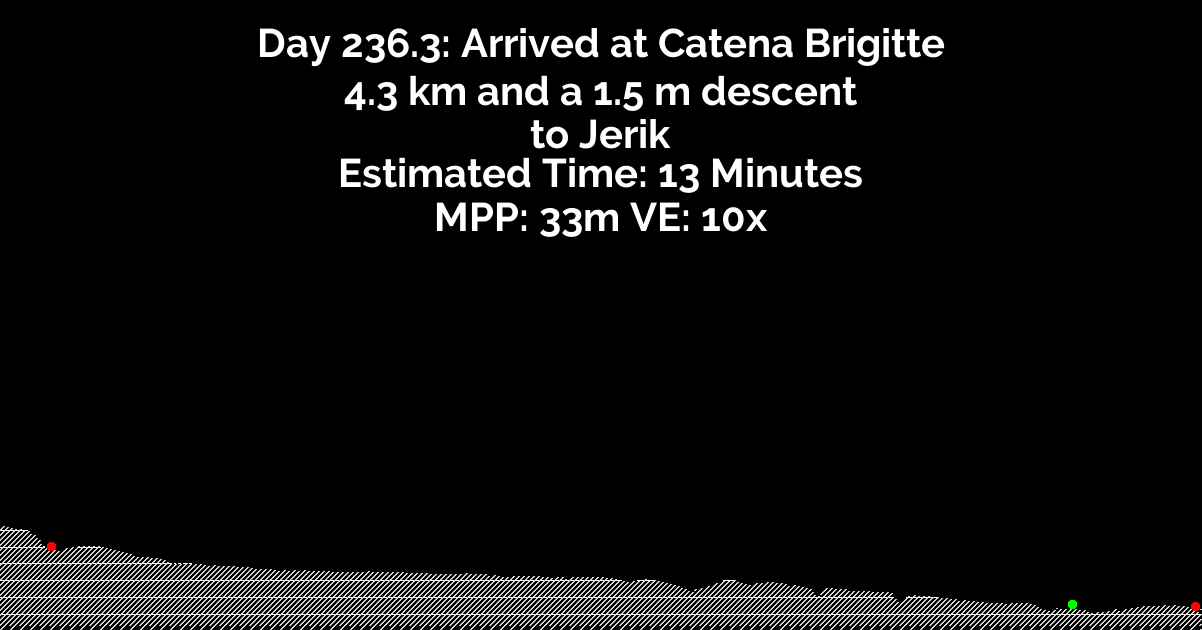 Day 236.3: Arrived at Catena Brigitte
4.3 km and a 1.5 m descent
to Jerik
Estimated Time: 13 Minutes
MPP: 33m VE: 10x